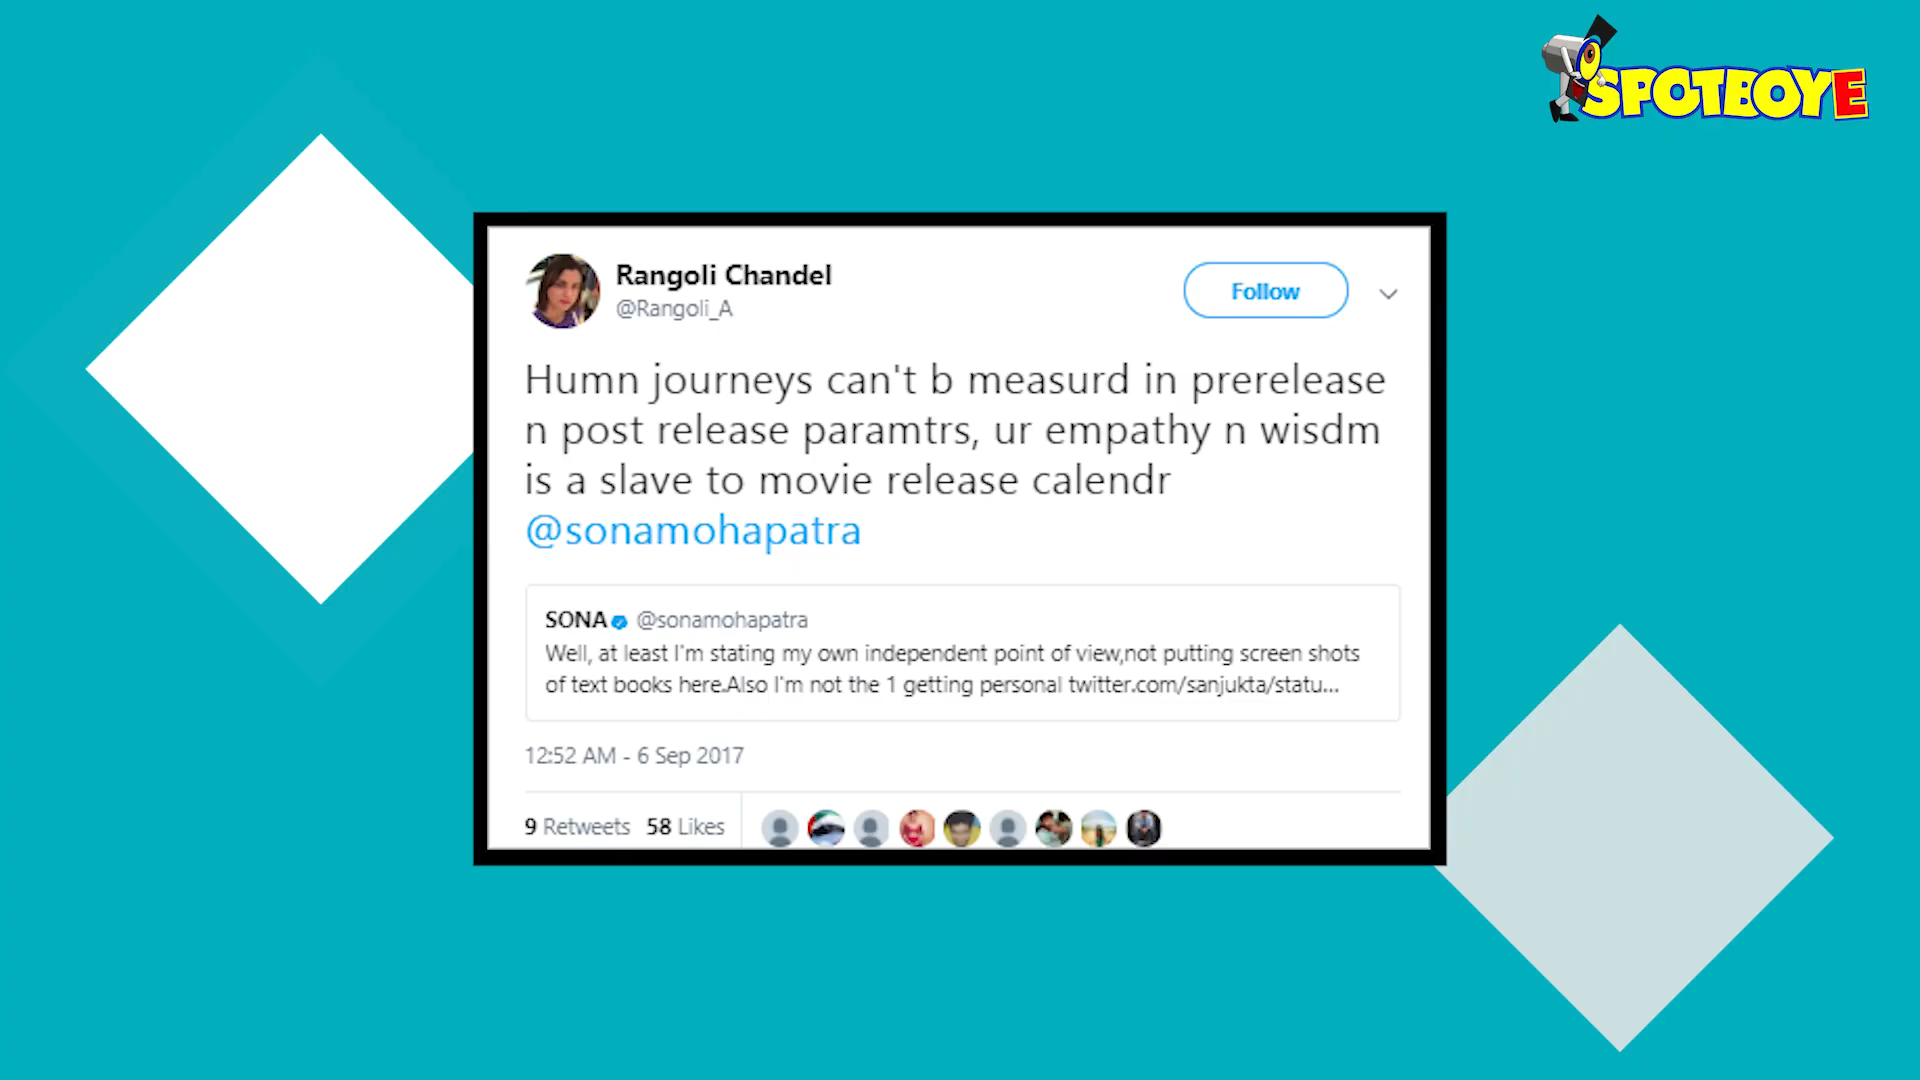 SPOTBOYE
Rangoli Chandel
@Rangoli_A
Follow
Humn journeys can't b measurd in prerelease
n post release paramtrs, ur empathy n wisdm
is a slave to movie release calendr
@sonamohapatra
SONA @sonamohapatra
Well, at least I'm stating my own independent point of view,not putting screen shots
of text books here.Also I'm not the 1 getting personal twitter.com/sanjukta/statu...
12:52 AM - 6 Sep 2017
9 Retweets 58 Likes